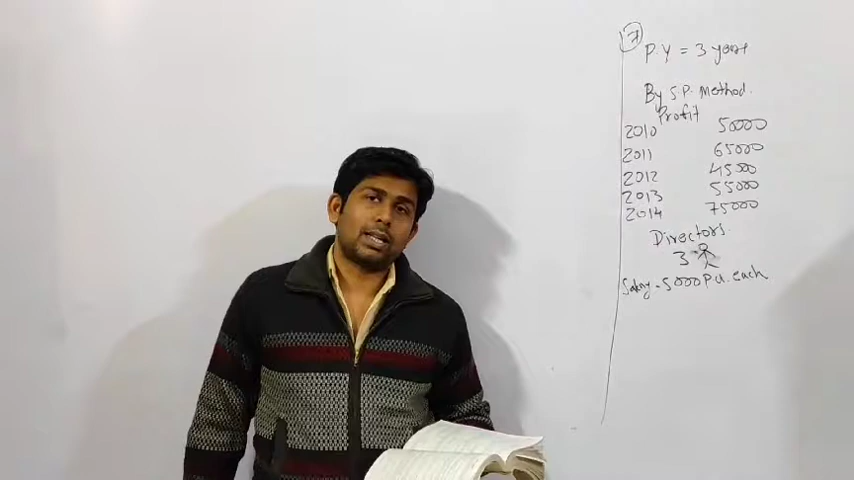 7
P.Y = 3 years
By S.P. Method.
Profit
2010 50000
2011 65000
2012 45000
2013 55000
2014 75000
Directors.
3
Salary - 5000 P.a. each